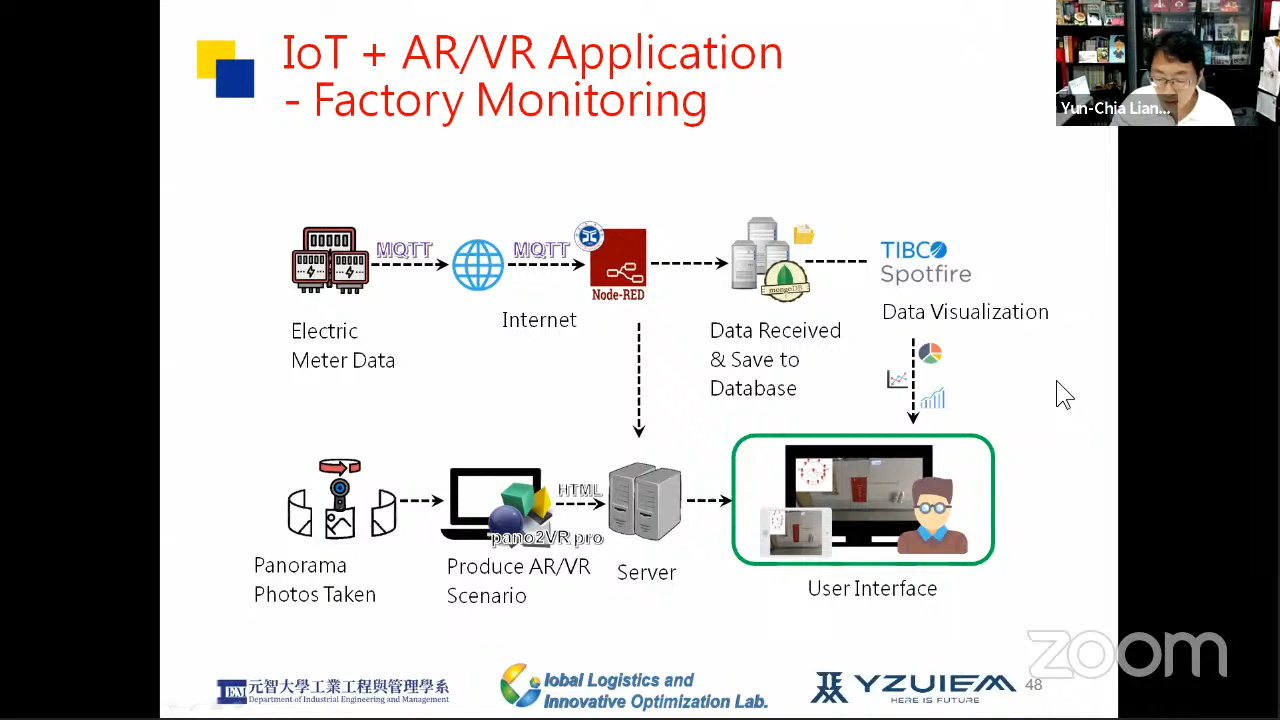 IoT + AR/VR Application
- Factory Monitoring
Yun-Chia Lian...
MQTT
MQTT
Node-RED
mongoDB
TIBCO
Spotfire
Electric
Meter Data
Internet
Data Received
& Save to
Database
Data Visualization
HTML
pano2VR pro
Panorama
Photos Taken
Produce AR/VR
Scenario
Server
User Interface
zoom
IEM 元智大學工業工程與管理學系
Department of Industrial Engineering and Management
Global Logistics and
Innovative Optimization Lab.
YZUIEM
HERE IS FUTURE
48